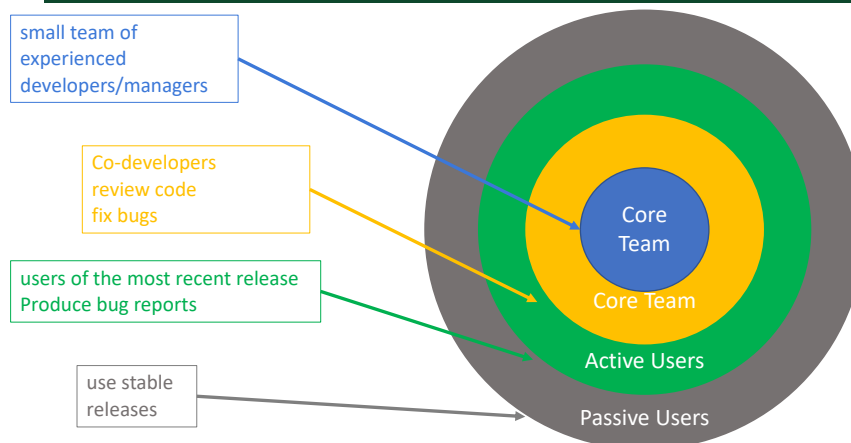 small team of
experienced
developers/managers
Co-developers
review code
fix bugs
users of the most recent release
Produce bug reports
use stable
releases
Core
Team
Core Team
Active Users
Passive Users